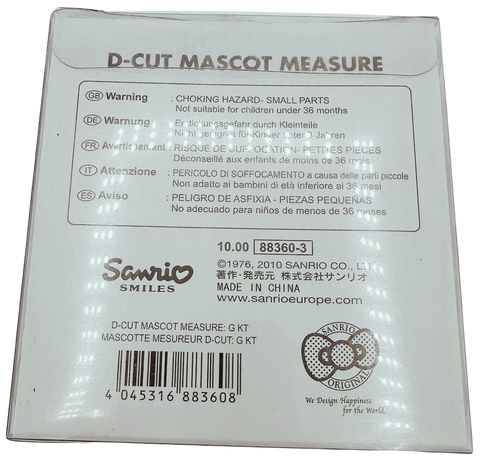 D-CUT MASCOT MEASURE
GB Warning : CHOKING HAZARD- SMALL PARTS
Not suitable for children under 36 months
DE Warnung : Erstickungsgefahr durch Kleinteile
Nicht geeignet für Kinder unter 3 Jahren
FR Avertissement : RISQUE DE SUFFOCATION- PETITES PIECES
Déconseillé aux enfants de moins de 36 mois
IT Attenzione : PERICOLO DI SOFFOCAMENTO a causa delle parti piccole
Non adatto ai bambini di età inferiore ai 36 mesi
ES Aviso : PELIGRO DE ASFIXIA - PIEZAS PEQUEÑAS
No adecuado para niños de menos de 36 meses
10.00 88360-3
Sanrio
SMILES
©1976, 2010 SANRIO CO., LTD.
著作・発売元 株式会社サンリオ
MADE IN CHINA
www.sanrioeurope.com
D-CUT MASCOT MEASURE: G KT
MASCOTTE MESUREUR D-CUT: G KT
4 045316 883608
SANRIO
ORIGINAL
We Design Happiness
for the World.